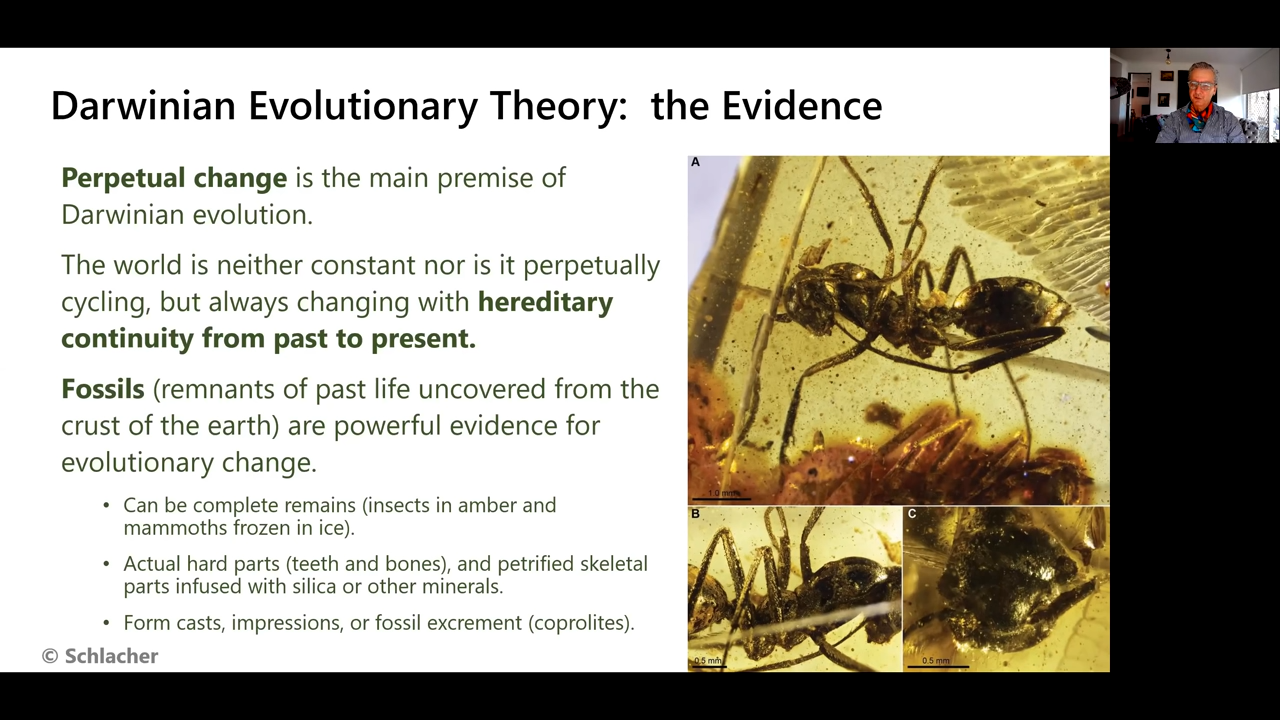 Darwinian Evolutionary Theory:  the Evidence
Perpetual change is the main premise of
Darwinian evolution.
The world is neither constant nor is it perpetually
cycling, but always changing with hereditary
continuity from past to present.
Fossils (remnants of past life uncovered from the
crust of the earth) are powerful evidence for
evolutionary change.
• Can be complete remains (insects in amber and
mammoths frozen in ice).
• Actual hard parts (teeth and bones), and petrified skeletal
parts infused with silica or other minerals.
• Form casts, impressions, or fossil excrement (coprolites).
© Schlacher
A
1.0 mm
B
0.5 mm
C
0.5 mm